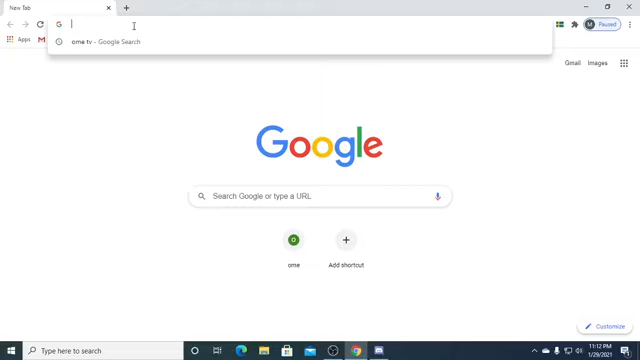 New Tab
ome tv - Google Search
Paused
M
Apps
Gmail Images
Google
Search Google or type a URL
O
ome Add shortcut
Customize
Type here to search
11:12 PM
1/29/2021